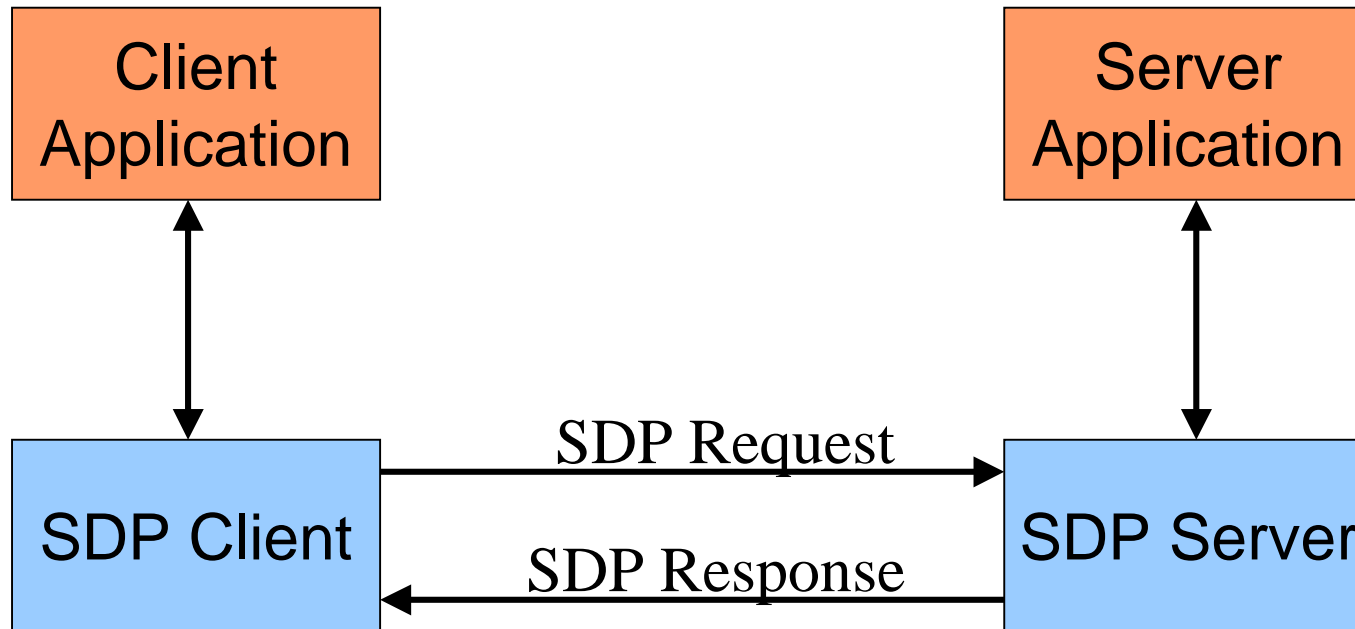 Client
Application
Server
Application
SDP Request
SDP Client
SDP Server
SDP Response